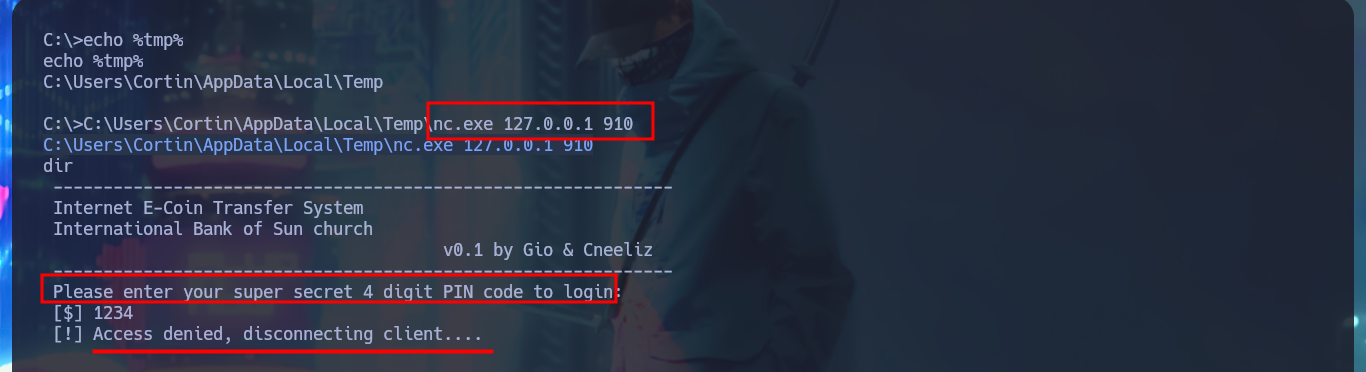 C:\>echo %tmp%
echo %tmp%
C:\Users\Cortin\AppData\Local\Temp
C:\>C:\Users\Cortin\AppData\Local\Temp\nc.exe 127.0.0.1 910
C:\Users\Cortin\AppData\Local\Temp\nc.exe 127.0.0.1 910
dir
--------------------------------------------------------------
Internet E-Coin Transfer System
International Bank of Sun church
v0.1 by Gio & Cneeliz
--------------------------------------------------------------
Please enter your super secret 4 digit PIN code to login:
[$] 1234
[!] Access denied, disconnecting client....